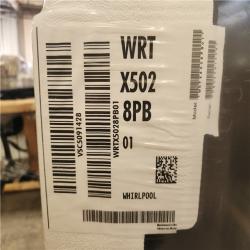 WRT
X502
8PB
01
VSC5091428
WRTX5028PB01
WHIRLPOOL